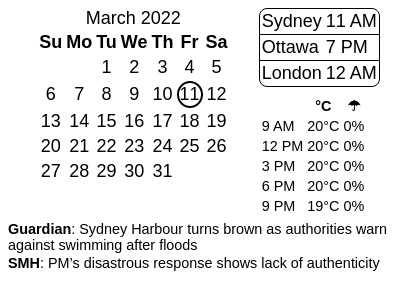 March 2022
Su Mo Tu We Th Fr Sa
1 2 3 4 5
6 7 8 9 10 11 12
13 14 15 16 17 18 19
20 21 22 23 24 25 26
27 28 29 30 31
Sydney 11 AM
Ottawa 7 PM
London 12 AM
°C ☂
9 AM 20°C 0%
12 PM 20°C 0%
3 PM 20°C 0%
6 PM 20°C 0%
9 PM 19°C 0%
Guardian: Sydney Harbour turns brown as authorities warn
against swimming after floods
SMH: PM’s disastrous response shows lack of authenticity